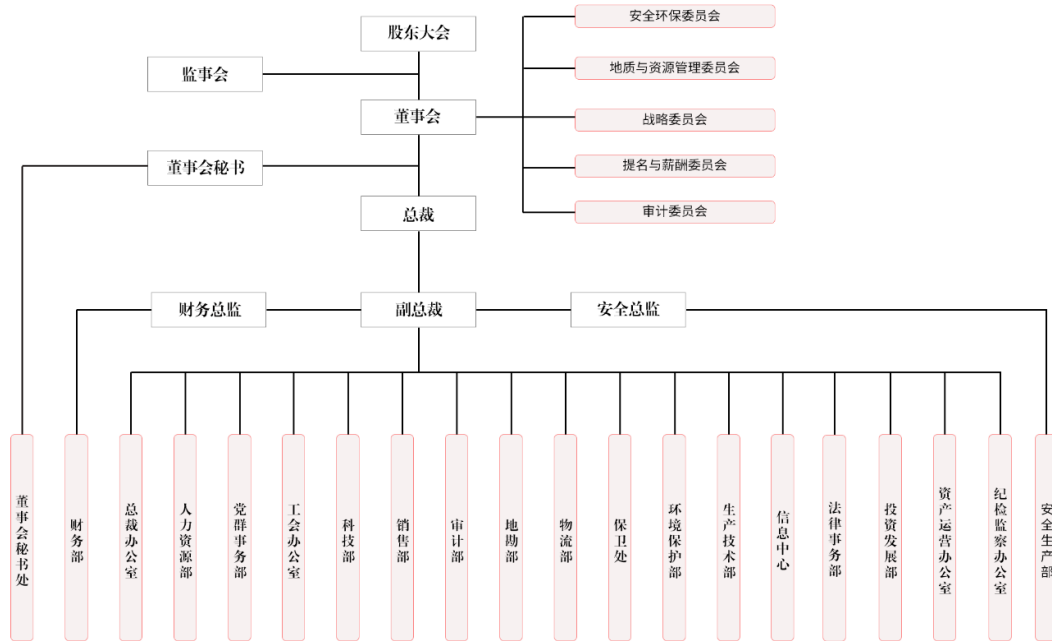 股东大会
安全环保委员会
监事会
地质与资源管理委员会
董事会
战略委员会
董事会秘书
提名与薪酬委员会
总裁
审计委员会
财务总监
副总裁
安全总监
董事会秘书处
财务部
总裁办公室
人力资源部
党群事务部
工会办公室
科技部
销售部
审计部
地勘部
物流部
保卫处
环境保护部
生产技术部
信息中心
法律事务部
投资发展部
资产运营办公室
纪检监察办公室
安全生产部